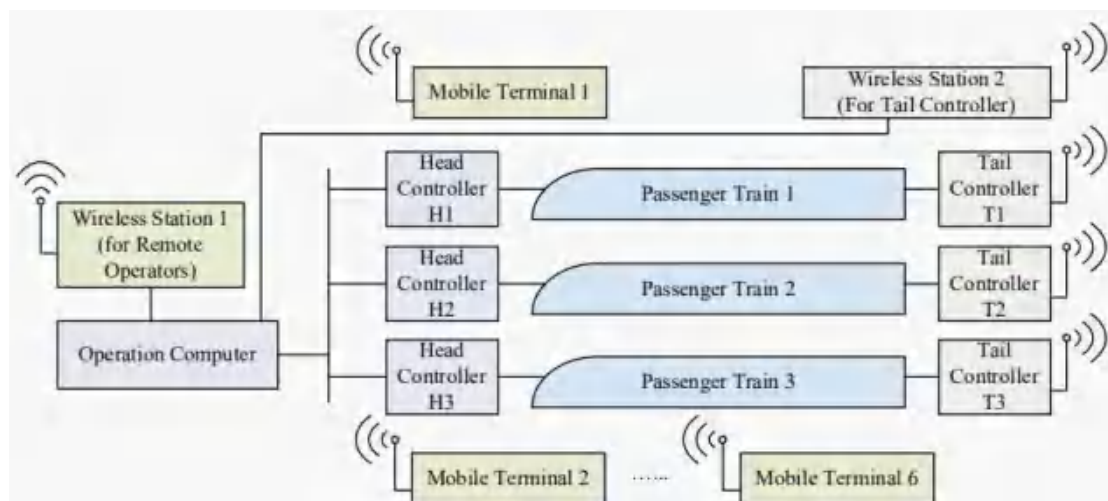 Mobile Terminal 1
Wireless Station 2
(For Tail Controller)
Wireless Station 1
(for Remote
Operators)
Operation Computer
Head
Controller
H1
Passenger Train 1
Tail
Controller
T1
Head
Controller
H2
Passenger Train 2
Tail
Controller
T2
Head
Controller
H3
Passenger Train 3
Tail
Controller
T3
Mobile Terminal 2
......
Mobile Terminal 6